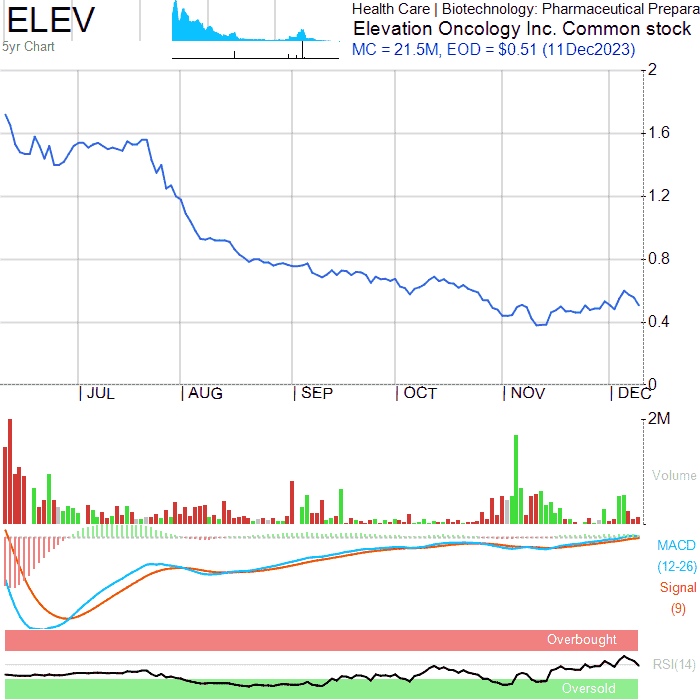 ELEV
5yr Chart
Health Care | Biotechnology: Pharmaceutical Prepara
Elevation Oncology Inc. Common stock
MC = 21.5M, EOD = $0.51 (11Dec2023)
2
1.6
1.2
0.8
0.4
0
JUL AUG SEP OCT NOV DEC
2M
Volume
MACD
(12-26)
Signal
(9)
Overbought
RSI(14)
Oversold